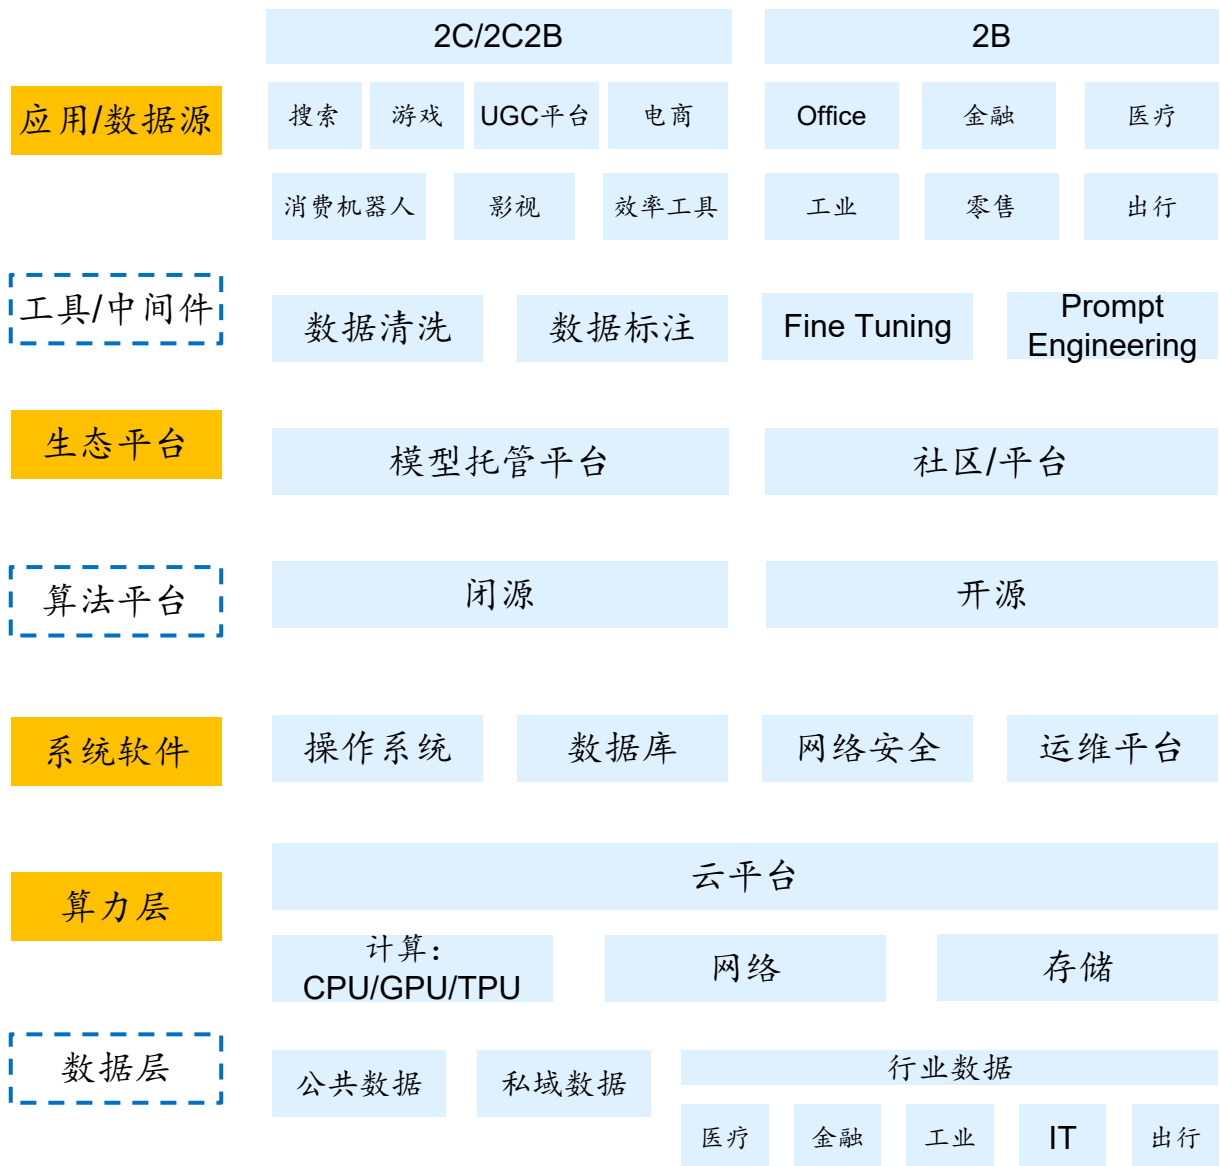 2C/2C2B
2B
应用/数据源
搜索
游戏
UGC平台
电商
Office
金融
医疗
消费机器人
影视
效率工具
工业
零售
出行
工具/中间件
数据清洗
数据标注
Fine Tuning
Prompt
Engineering
生态平台
模型托管平台
社区/平台
算法平台
闭源
开源
系统软件
操作系统
数据库
网络安全
运维平台
算力层
云平台
计算：
CPU/GPU/TPU
网络
存储
数据层
公共数据
私域数据
行业数据
医疗
金融
工业
IT
出行